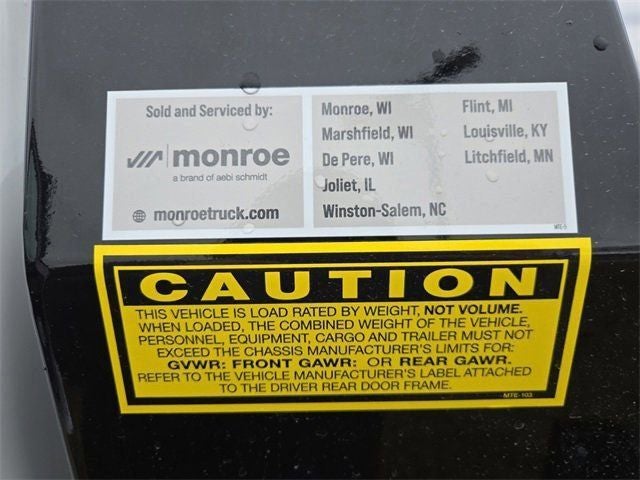 Sold and Serviced by:
monroe
a brand of aebi schmidt
monroetruck.com
Monroe, WI
Marshfield, WI
De Pere, WI
Joliet, IL
Winston-Salem, NC
Flint, MI
Louisville, KY
Litchfield, MN
MTE-5
CAUTION
THIS VEHICLE IS LOAD RATED BY WEIGHT, NOT VOLUME.
WHEN LOADED, THE COMBINED WEIGHT OF THE VEHICLE,
PERSONNEL, EQUIPMENT, CARGO AND TRAILER MUST NOT
EXCEED THE CHASSIS MANUFACTURER'S LIMITS FOR:
GVWR: FRONT GAWR: OR REAR GAWR.
REFER TO THE VEHICLE MANUFACTURER'S LABEL ATTACHED
TO THE DRIVER REAR DOOR FRAME.
MTE-103